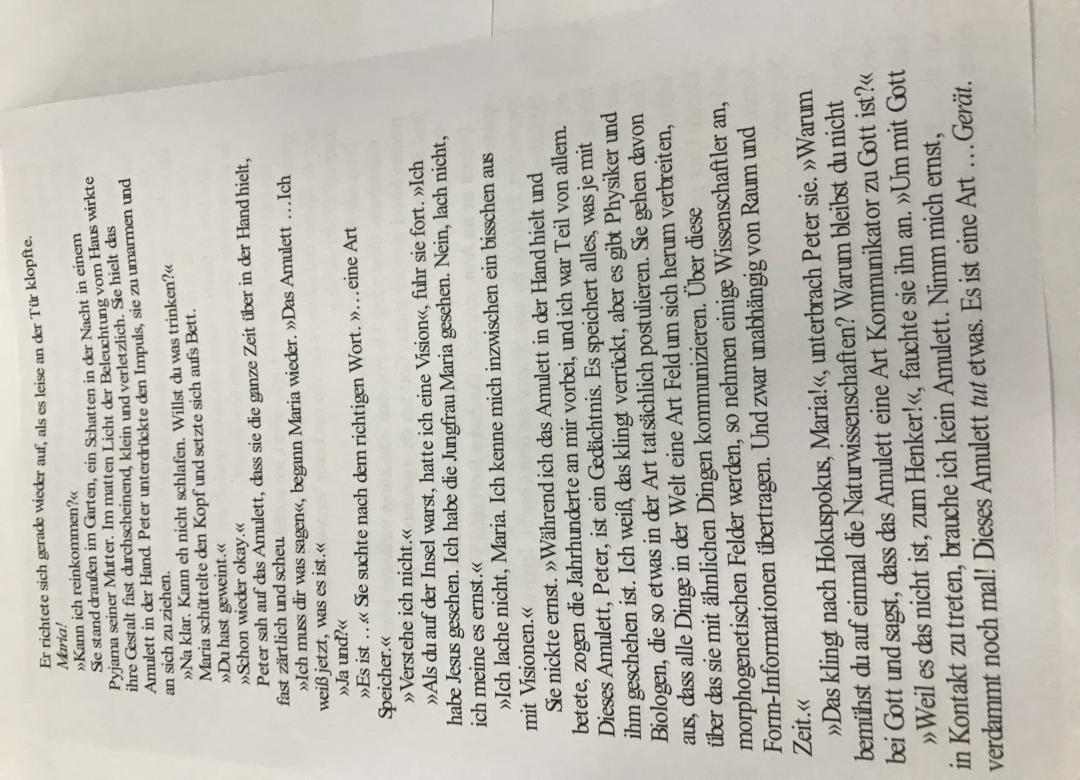 Er richtete sich gerade wieder auf, als es leise an der Tür klopfte.
Maria!
»Kann ich reinkommen?«
Sie stand draußen im Garten, ein Schatten in der Nacht in einem
Pyjama seiner Mutter. Im matten Licht der Beleuchtung vom Haus wirkte
ihre Gestalt fast durchscheinend, klein und verletzlich. Sie hielt das
Amulett in der Hand. Peter unterdrückte den Impuls, sie zu umarmen und
an sich zu ziehen.
»Na klar. Kann eh nicht schlafen. Willst du was trinken?«
Maria schüttelte den Kopf und setzte sich aufs Bett.
»Du hast geweint.«
»Schon wieder okay.«
Peter sah auf das Amulett, dass sie die ganze Zeit über in der Hand hielt,
fast zärtlich und scheu.
»Ich muss dir was sagen«, begann Maria wieder. »Das Amulett … Ich
weiß jetzt, was es ist.«
»Ja und?«
»Es ist …« Sie suchte nach dem richtigen Wort. »… eine Art
Speicher.«
»Verstehe ich nicht.«
»Als du auf der Insel warst, hatte ich eine Vision«, fuhr sie fort. »Ich
habe Jesus gesehen. Ich habe die Jungfrau Maria gesehen. Nein, lach nicht,
ich meine es ernst.«
»Ich lache nicht, Maria. Ich kenne mich inzwischen ein bisschen aus
mit Visionen.«
Sie nickte ernst. »Während ich das Amulett in der Hand hielt und
betete, zogen die Jahrhunderte an mir vorbei, und ich war Teil von allem.
Dieses Amulett, Peter, ist ein Gedächtnis. Es speichert alles, was je mit
ihm geschehen ist. Ich weiß, das klingt verrückt, aber es gibt Physiker und
Biologen, die so etwas in der Art tatsächlich postulieren. Sie gehen davon
aus, dass alle Dinge in der Welt eine Art Feld um sich herum verbreiten,
über das sie mit ähnlichen Dingen kommunizieren. Über diese
morphogenetischen Felder werden, so nehmen einige Wissenschaftler an,
Form-Informationen übertragen. Und zwar unabhängig von Raum und
Zeit.«
»Das klingt nach Hokuspokus, Maria!«, unterbrach Peter sie. »Warum
bemühst du auf einmal die Naturwissenschaften? Warum bleibst du nicht
bei Gott und sagst, dass das Amulett eine Art Kommunikator zu Gott ist?«
»Weil es das nicht ist, zum Henker!«, fauchte sie ihn an. »Um mit Gott
in Kontakt zu treten, brauche ich kein Amulett. Nimm mich ernst,
verdammt noch mal! Dieses Amulett tut etwas. Es ist eine Art … Gerät.